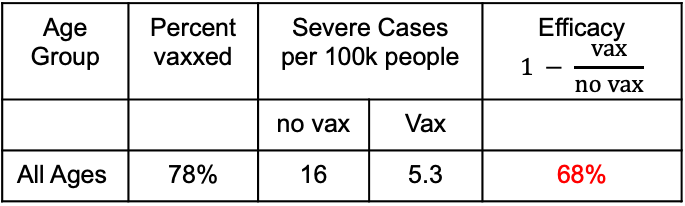 Age Group
Percent vaxxed
Severe Cases per 100k people
Efficacy
1 − vax / no vax
no vax
Vax
All Ages
78%
16
5.3
68%